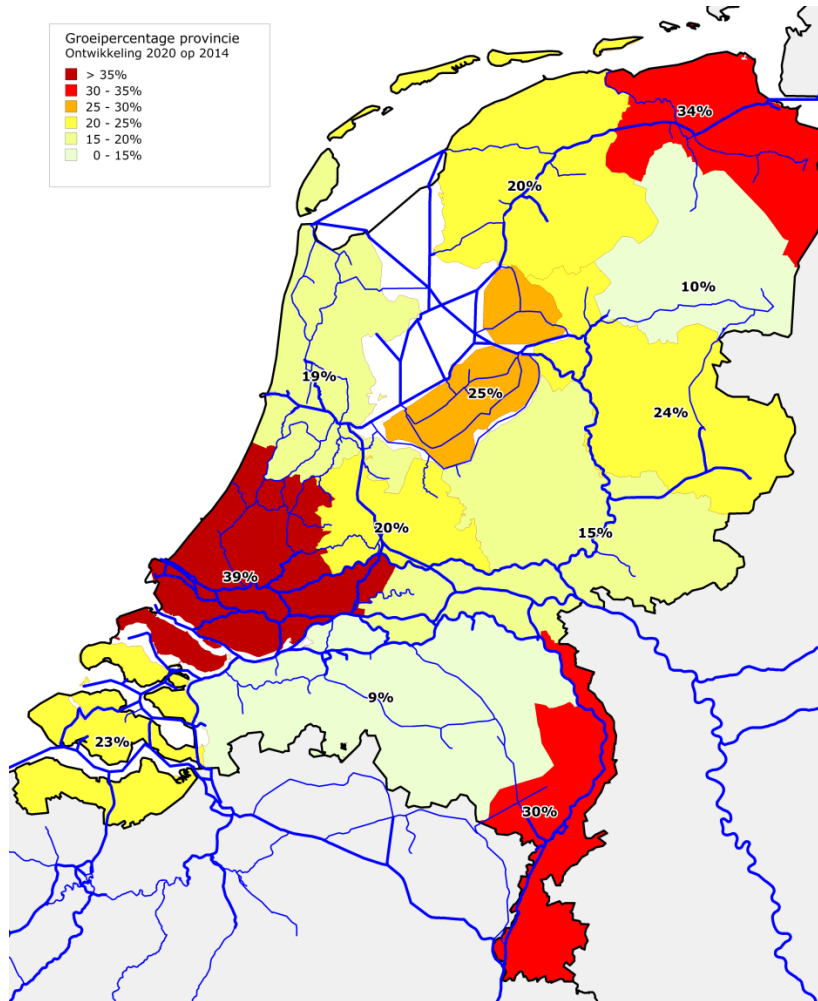 Groeipercentage provincie
Ontwikkeling 2020 op 2014
> 35%
30 - 35%
25 - 30%
20 - 25%
15 - 20%
0 - 15%
34%
20%
10%
19%
25%
24%
20%
15%
39%
9%
23%
30%